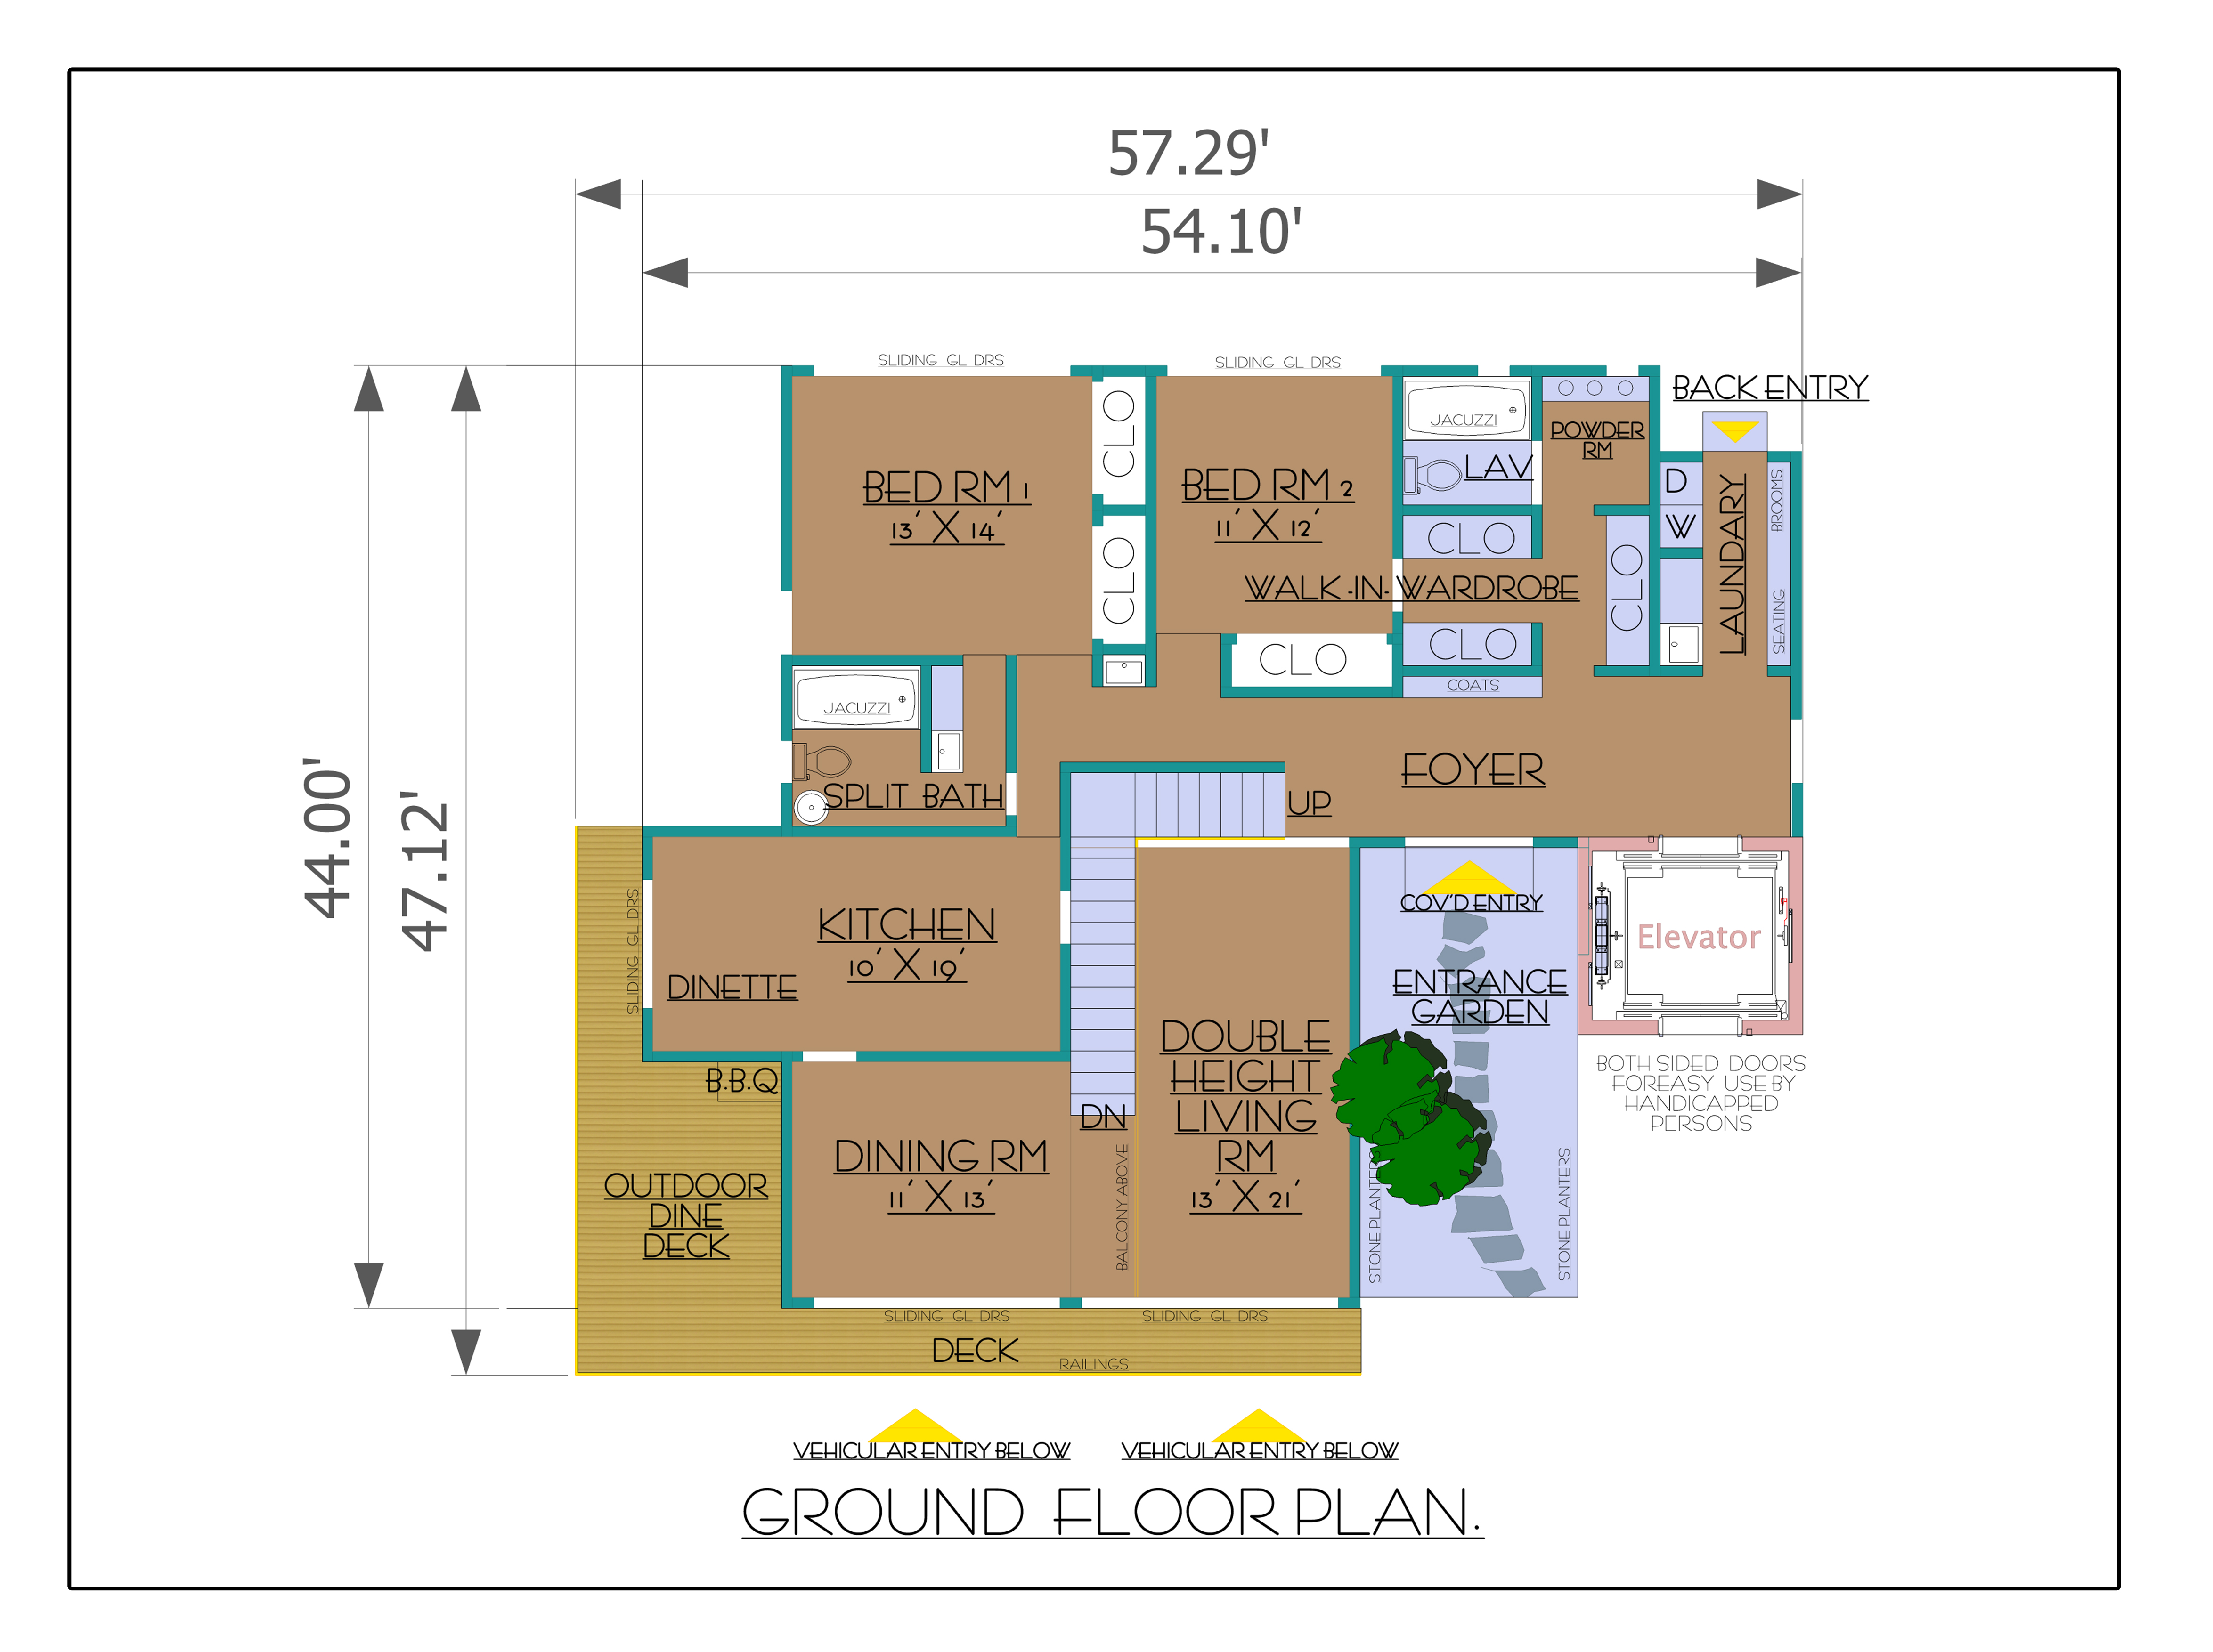 57.29'
54.10'
44.00'
47.12'
SLIDING GL DRS
SLIDING GL DRS
BACK ENTRY
CLO
JACUZZI
POWDER
RM
BED RM 1
13' X 14'
BED RM 2
11' X 12'
LAV
D
W
LAUNDARY
BROOMS
SEATING
CLO
CLO
CLO
WALK-IN-WARDROBE
CLO
CLO
COATS
JACUZZI
SPLIT BATH
UP
FOYER
SLIDING GL DRS
KITCHEN
10' X 19'
DINETTE
COV'D ENTRY
Elevator
ENTRANCE
GARDEN
DOUBLE
HEIGHT
LIVING
RM
13' X 21'
BOTH SIDED DOORS
FOREASY USE BY
HANDICAPPED
PERSONS
B.B.Q
DN
DINING RM
11' X 13'
BALCONY ABOVE
OUTDOOR
DINE
DECK
STONE PLANTERS
STONE PLANTERS
SLIDING GL DRS
SLIDING GL DRS
DECK
RAILINGS
VEHICULAR ENTRY BELOW
VEHICULAR ENTRY BELOW
GROUND FLOOR PLAN.